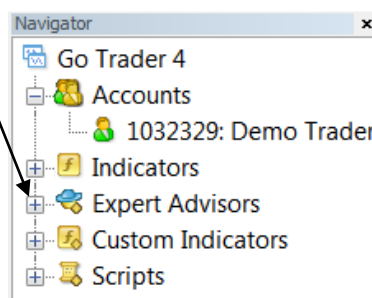 Navigator
Go Trader 4
Accounts
1032329: Demo Trader
Indicators
Expert Advisors
Custom Indicators
Scripts